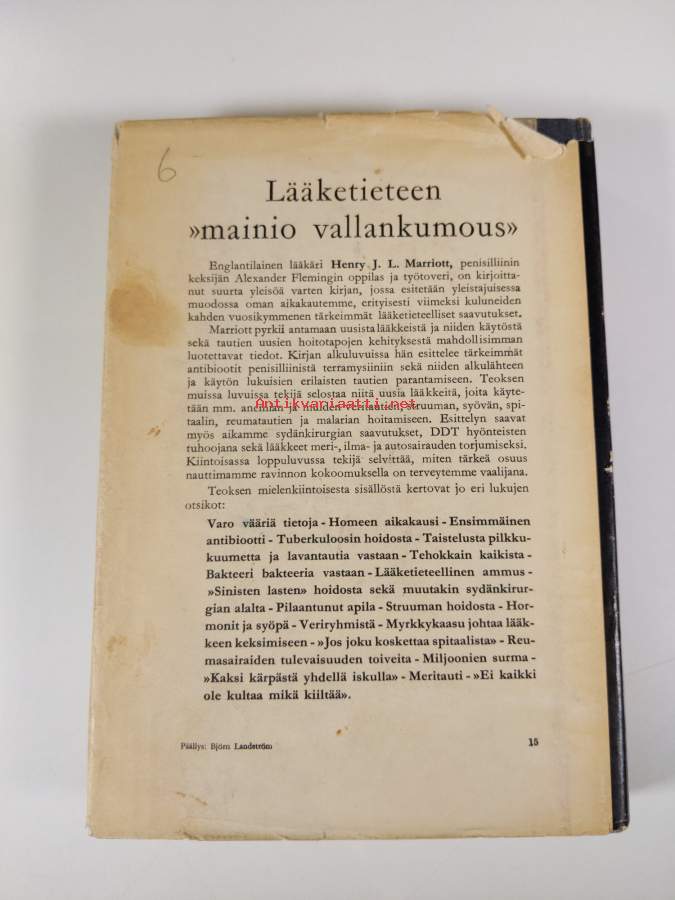 6
Lääketieteen
»mainio vallankumous»
Englantilainen lääkäri Henry J. L. Marriott, penisilliinin
keksijän Alexander Flemingin oppilas ja työtoveri, on kirjoitta-
nut suurta yleisöä varten kirjan, jossa esitetään yleistajuisessa
muodossa oman aikakautemme, erityisesti viimeksi kuluneiden
kahden vuosikymmenen tärkeimmät lääketieteelliset saavutukset.
Marriott pyrkii antamaan uusista lääkkeistä ja niiden käytöstä
sekä tautien uusien hoitotapojen kehityksestä mahdollisimman
luotettavat tiedot. Kirjan alkuluvuissa hän esittelee tärkeimmät
antibiootit penisilliinistä terramysiiniin sekä niiden alkulähteen
ja käytön lukuisien erilaisten tautien parantamiseen. Teoksen
muissa luvuissa tekijä selostaa niitä uusia lääkkeitä, joita käyte-
Antikvariaatti.net
tään mm. anemian ja muiden veritautien, struuman, syövän, spi-
taalin, reumatautien ja malarian hoitamiseen. Esittelyn saavat
myös aikamme sydänkirurgian saavutukset, DDT hyönteisten
tuhoojana sekä lääkkeet meri-, ilma- ja autosairauden torjumiseksi.
Kiintoisassa loppuluvussa tekijä selvittää, miten tärkeä osuus
nauttimamme ravinnon kokoomuksella on terveytemme vaalijana.
Teoksen mielenkiintoisesta sisällöstä kertovat jo eri lukujen
otsikot:
Varo vääriä tietoja - Homeen aikakausi - Ensimmäinen
antibiootti - Tuberkuloosin hoidosta - Taistelusta pilkku-
kuumetta ja lavantautia vastaan - Tehokkain kaikista -
Bakteeri bakteeria vastaan - Lääketieteellinen ammus -
»Sinisten lasten» hoidosta sekä muutakin sydänkirur-
gian alalta - Pilaantunut apila - Struuman hoidosta - Hor-
monit ja syöpä - Veriryhmistä - Myrkkykaasu johtaa lääk-
keen keksimiseen - »Jos joku koskettaa spitaalista» - Reu-
masairaiden tulevaisuuden toiveita - Miljoonien surma -
»Kaksi kärpästä yhdellä iskulla» - Meritauti - »Ei kaikki
ole kultaa mikä kiiltää».
Päällys: Björn Landström
15